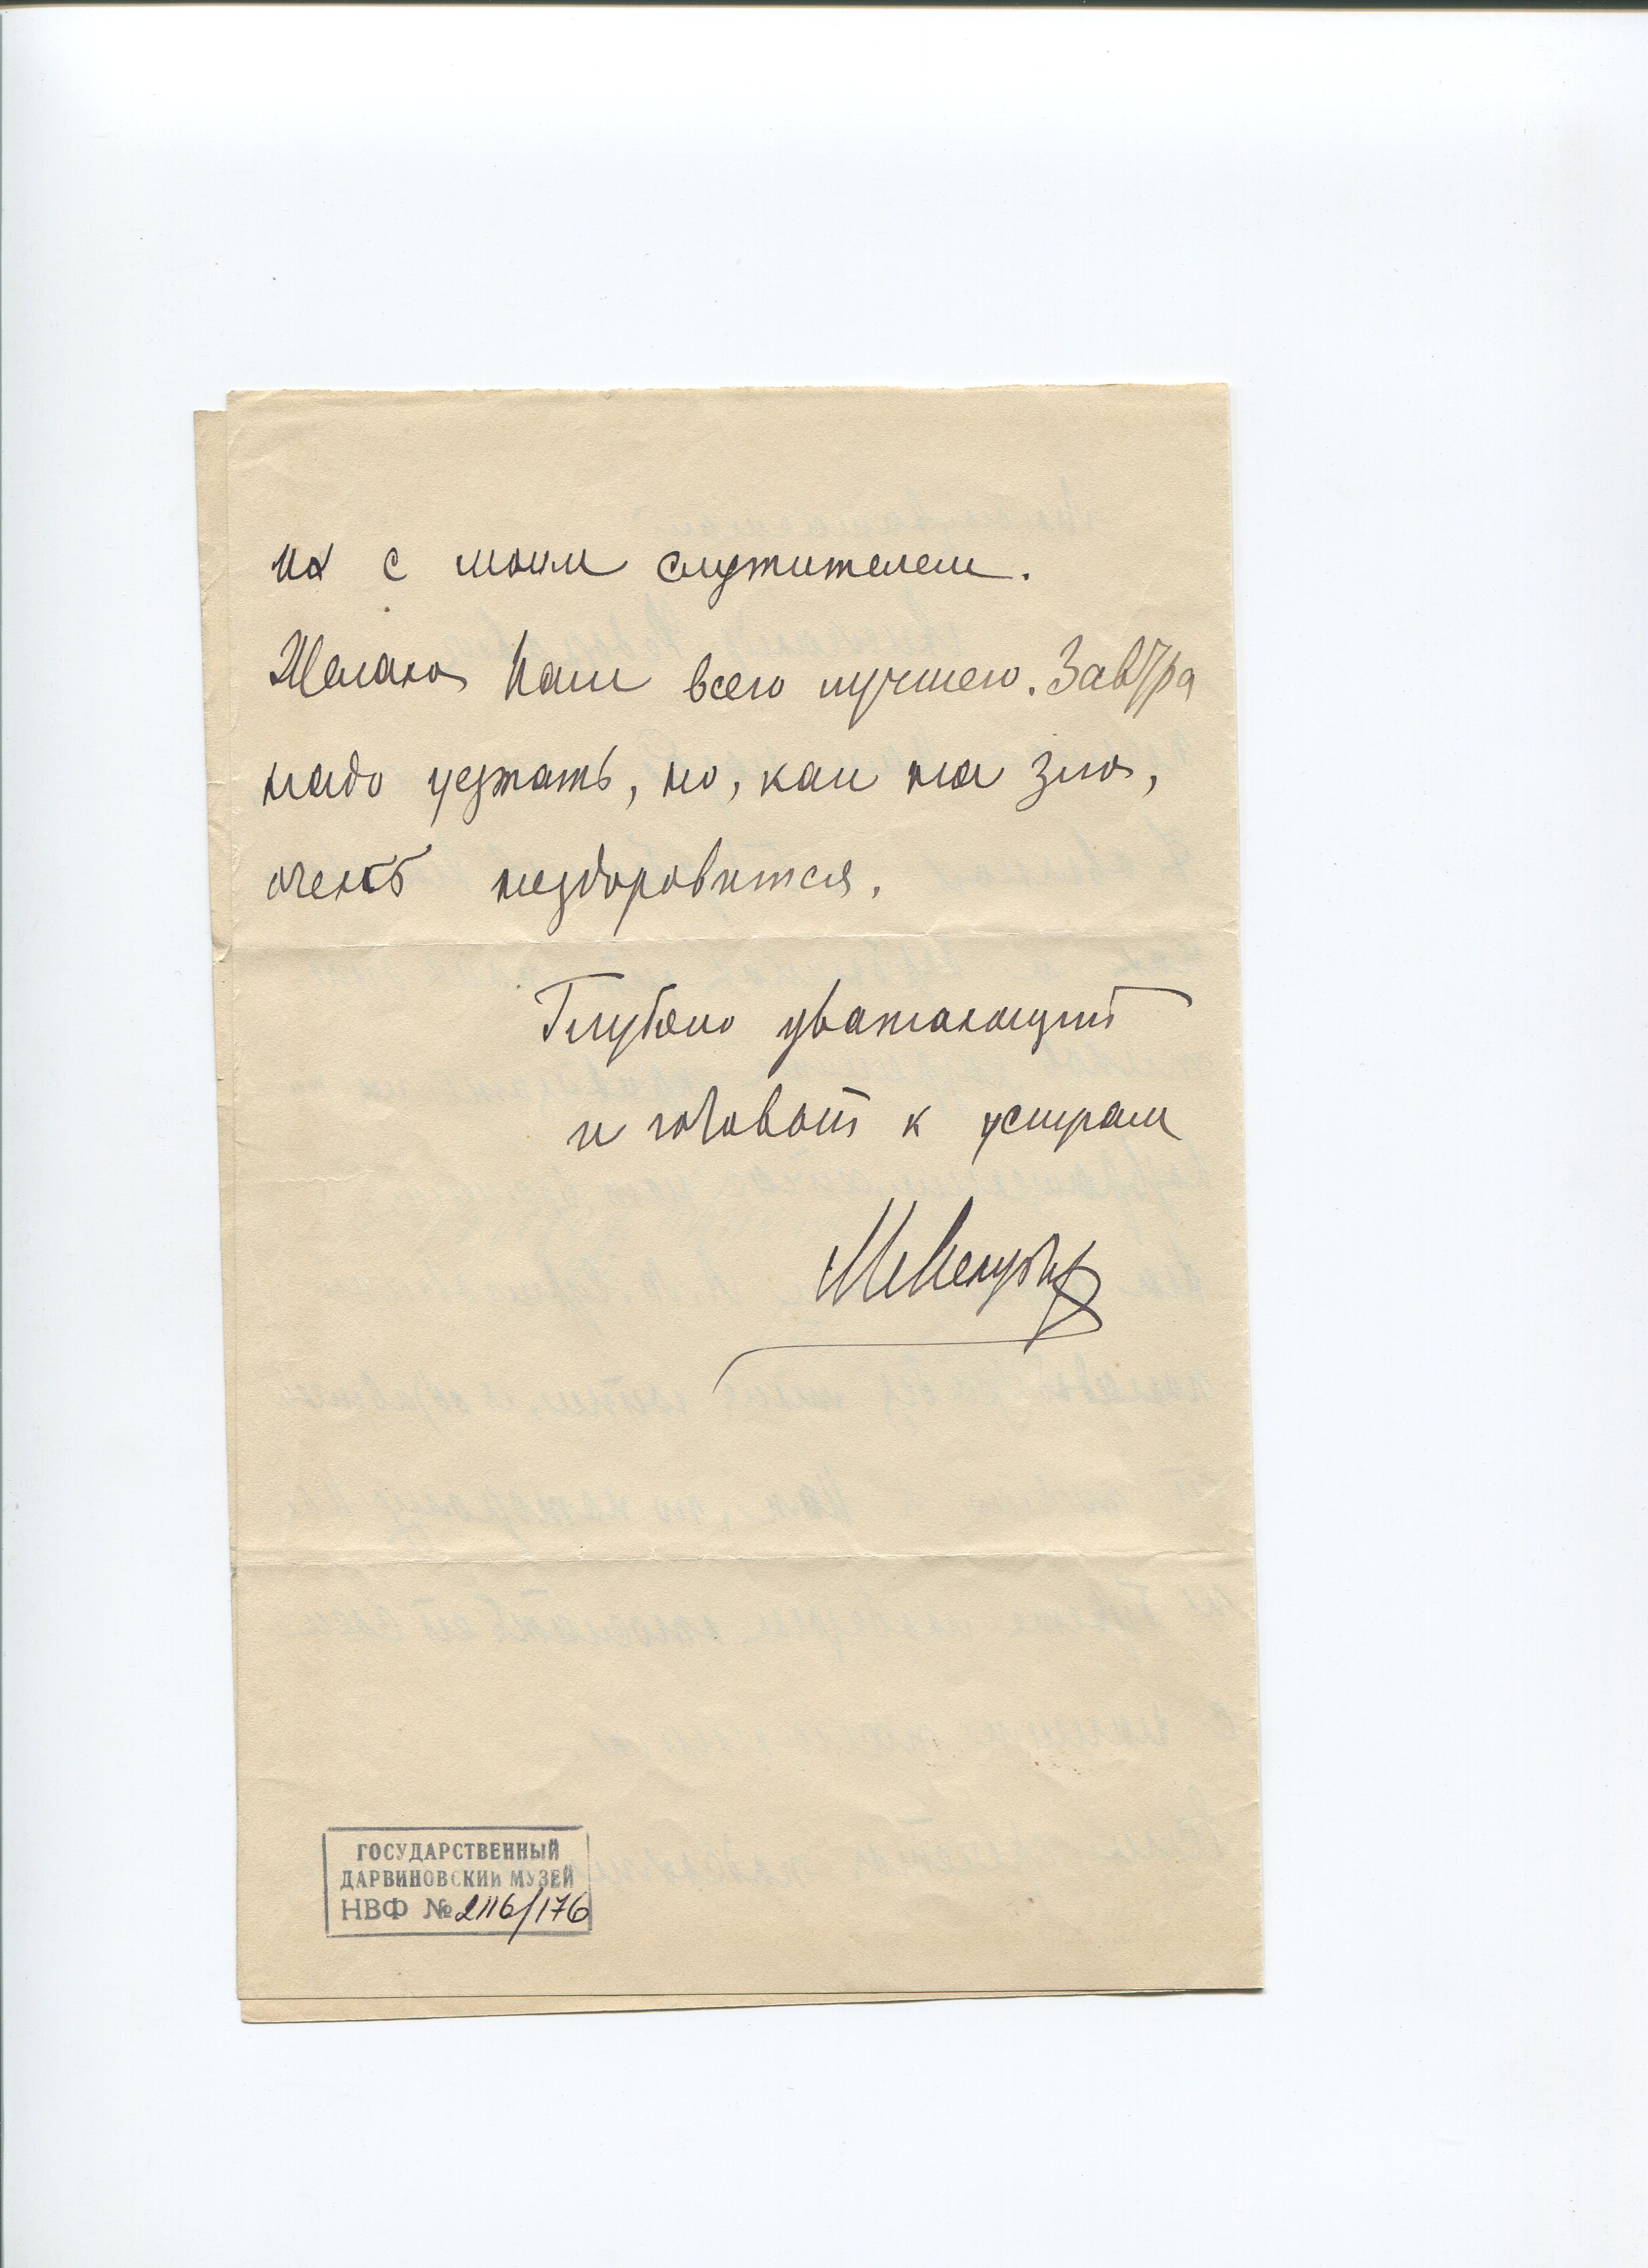 их с моим служителем.
Желаю Вам всего лучшего. Завтра
надо уезжать, но, как на зло,
очень нездоровится.
Глубоко уважающий
и готовый к услугам
М. Мензбир
ГОСУДАРСТВЕННЫЙ
ДАРВИНОВСКИЙ МУЗЕЙ
НВФ № 2116/176